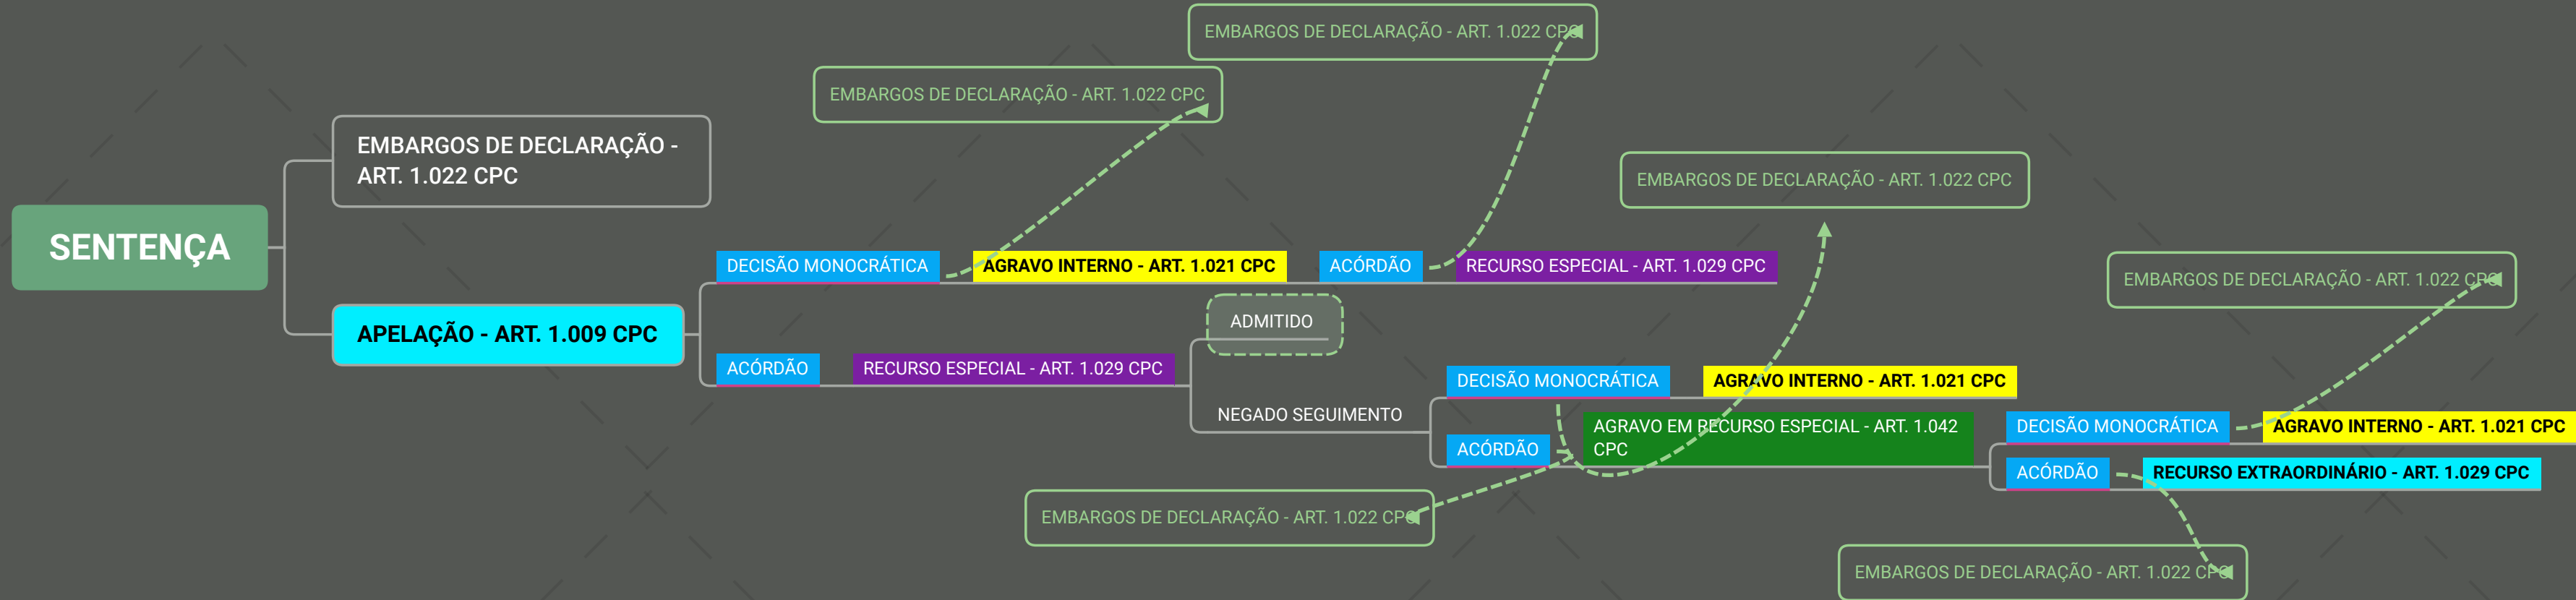 EMBARGOS DE DECLARAÇÃO - ART. 1.022 CPC
EMBARGOS DE DECLARAÇÃO - ART. 1.022 CPC
EMBARGOS DE DECLARAÇÃO -
ART. 1.022 CPC
EMBARGOS DE DECLARAÇÃO - ART. 1.022 CPC
SENTENÇA
DECISÃO MONOCRÁTICA
AGRAVO INTERNO - ART. 1.021 CPC
ACÓRDÃO
RECURSO ESPECIAL - ART. 1.029 CPC
EMBARGOS DE DECLARAÇÃO - ART. 1.022 CPC
ADMITIDO
APELAÇÃO - ART. 1.009 CPC
ACÓRDÃO
RECURSO ESPECIAL - ART. 1.029 CPC
DECISÃO MONOCRÁTICA
AGRAVO INTERNO - ART. 1.021 CPC
NEGADO SEGUIMENTO
ACÓRDÃO
AGRAVO EM RECURSO ESPECIAL - ART. 1.042
CPC
DECISÃO MONOCRÁTICA
AGRAVO INTERNO - ART. 1.021 CPC
ACÓRDÃO
RECURSO EXTRAORDINÁRIO - ART. 1.029 CPC
EMBARGOS DE DECLARAÇÃO - ART. 1.022 CPC
EMBARGOS DE DECLARAÇÃO - ART. 1.022 CPC